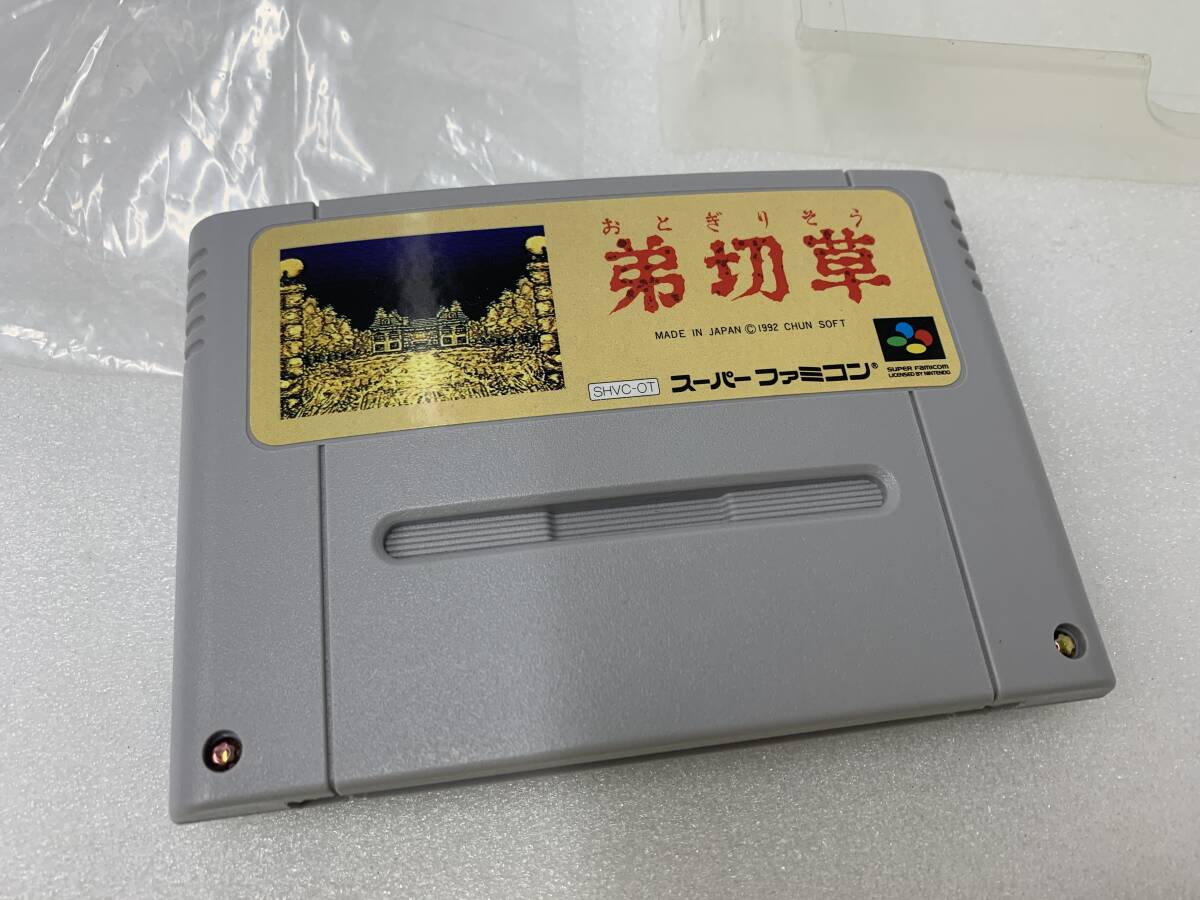 おとぎりそう
弟切草
MADE IN JAPAN ©1992 CHUN SOFT
SHVC-OT スーパーファミコン®
SUPER FAMICOM
LICENSED BY NINTENDO